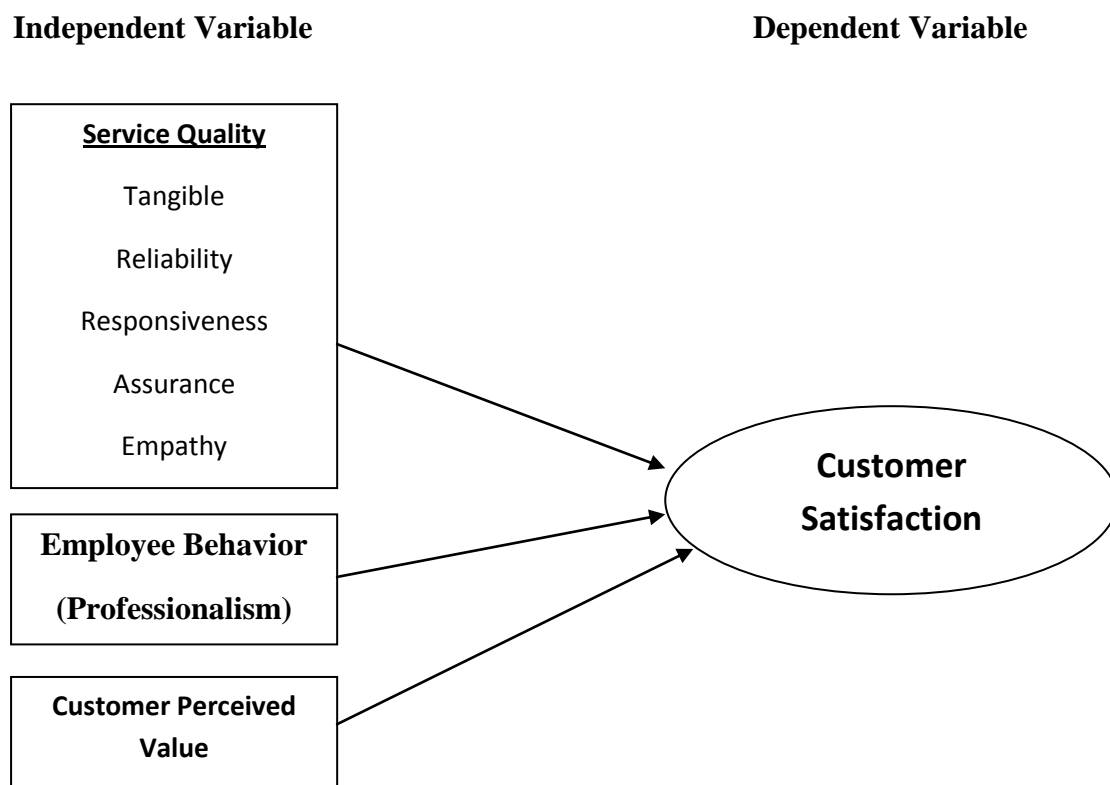 Independent Variable
Dependent Variable
Service Quality
Tangible
Reliability
Responsiveness
Assurance
Empathy
Customer
Satisfaction
Employee Behavior
(Professionalism)
Customer Perceived
Value